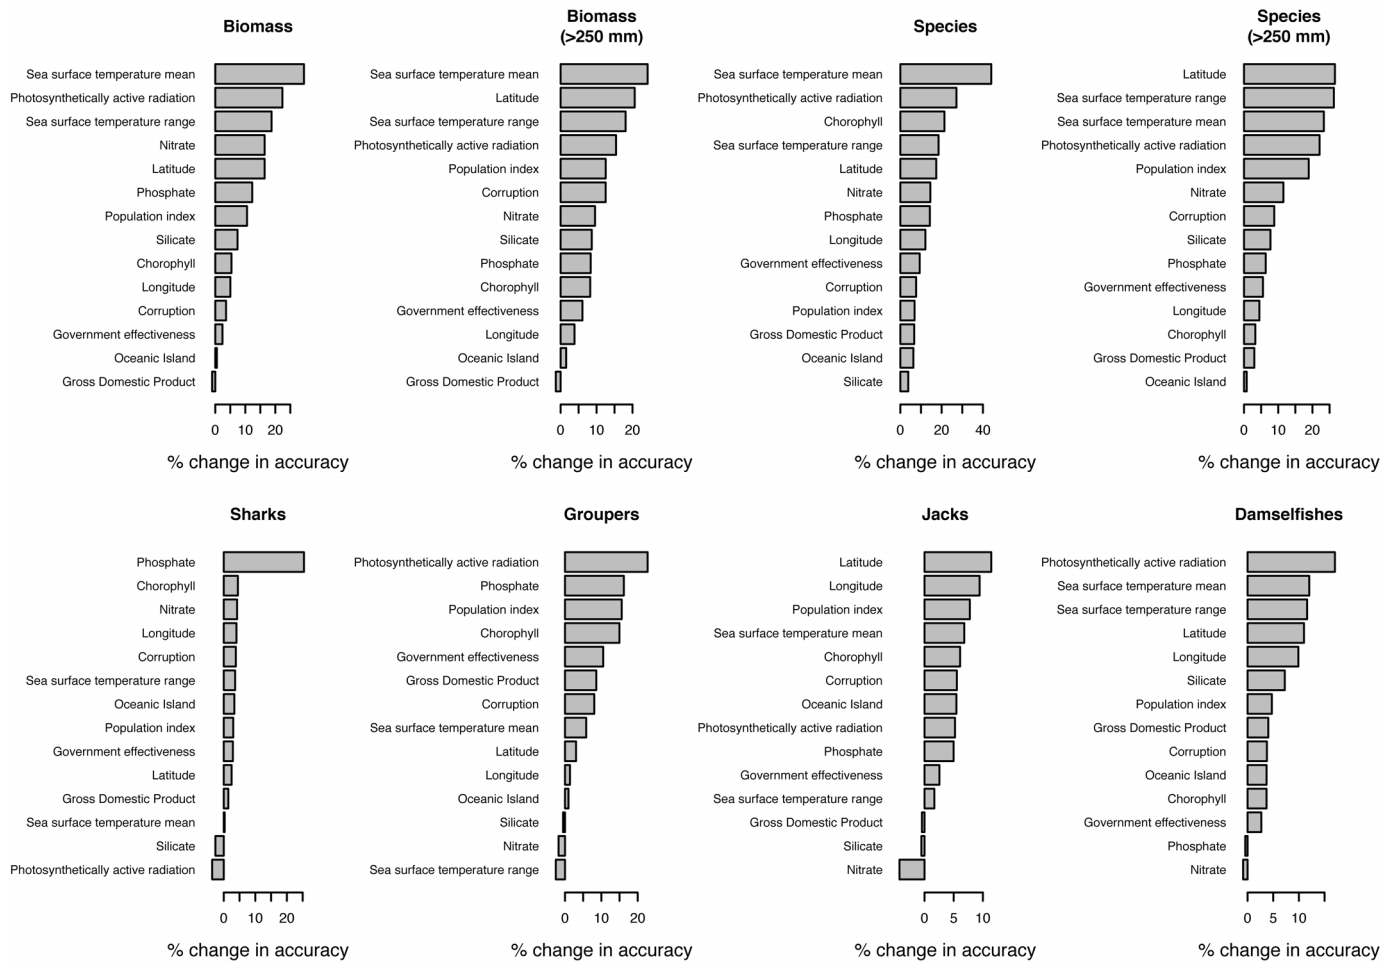 Biomass
Sea surface temperature mean
Photosynthetically active radiation
Sea surface temperature range
Nitrate
Latitude
Phosphate
Population index
Silicate
Chorophyll
Longitude
Corruption
Government effectiveness
Oceanic Island
Gross Domestic Product
0 10 20
% change in accuracy
Biomass
(>250 mm)
Sea surface temperature mean
Latitude
Sea surface temperature range
Photosynthetically active radiation
Population index
Corruption
Nitrate
Silicate
Phosphate
Chorophyll
Government effectiveness
Longitude
Oceanic Island
Gross Domestic Product
0 10 20
% change in accuracy
Species
Sea surface temperature mean
Photosynthetically active radiation
Chorophyll
Sea surface temperature range
Latitude
Nitrate
Phosphate
Longitude
Government effectiveness
Corruption
Population index
Gross Domestic Product
Oceanic Island
Silicate
0 20 40
% change in accuracy
Species
(>250 mm)
Latitude
Sea surface temperature range
Sea surface temperature mean
Photosynthetically active radiation
Population index
Nitrate
Corruption
Silicate
Phosphate
Government effectiveness
Longitude
Chorophyll
Gross Domestic Product
Oceanic Island
0 10 20
% change in accuracy
Sharks
Phosphate
Chorophyll
Nitrate
Longitude
Corruption
Sea surface temperature range
Oceanic Island
Population index
Government effectiveness
Latitude
Gross Domestic Product
Sea surface temperature mean
Silicate
Photosynthetically active radiation
0 10 20
% change in accuracy
Groupers
Photosynthetically active radiation
Phosphate
Population index
Chorophyll
Government effectiveness
Gross Domestic Product
Corruption
Sea surface temperature mean
Latitude
Longitude
Oceanic Island
Silicate
Nitrate
Sea surface temperature range
0 10 20
% change in accuracy
Jacks
Latitude
Longitude
Population index
Sea surface temperature mean
Chorophyll
Corruption
Oceanic Island
Photosynthetically active radiation
Phosphate
Government effectiveness
Sea surface temperature range
Gross Domestic Product
Silicate
Nitrate
0 5 10
% change in accuracy
Damselfishes
Photosynthetically active radiation
Sea surface temperature mean
Sea surface temperature range
Latitude
Longitude
Silicate
Population index
Gross Domestic Product
Corruption
Oceanic Island
Chorophyll
Government effectiveness
Phosphate
Nitrate
0 5 10
% change in accuracy